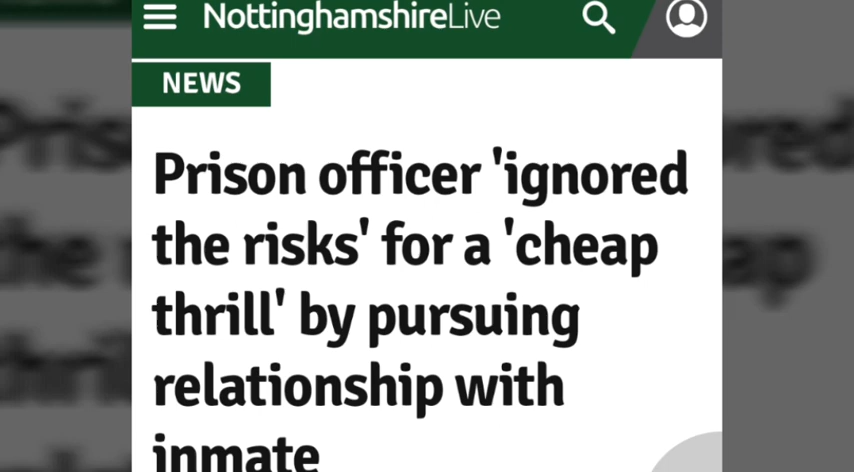 NottinghamshireLive
NEWS
Prison officer 'ignored
the risks' for a 'cheap
thrill' by pursuing
relationship with
inmate